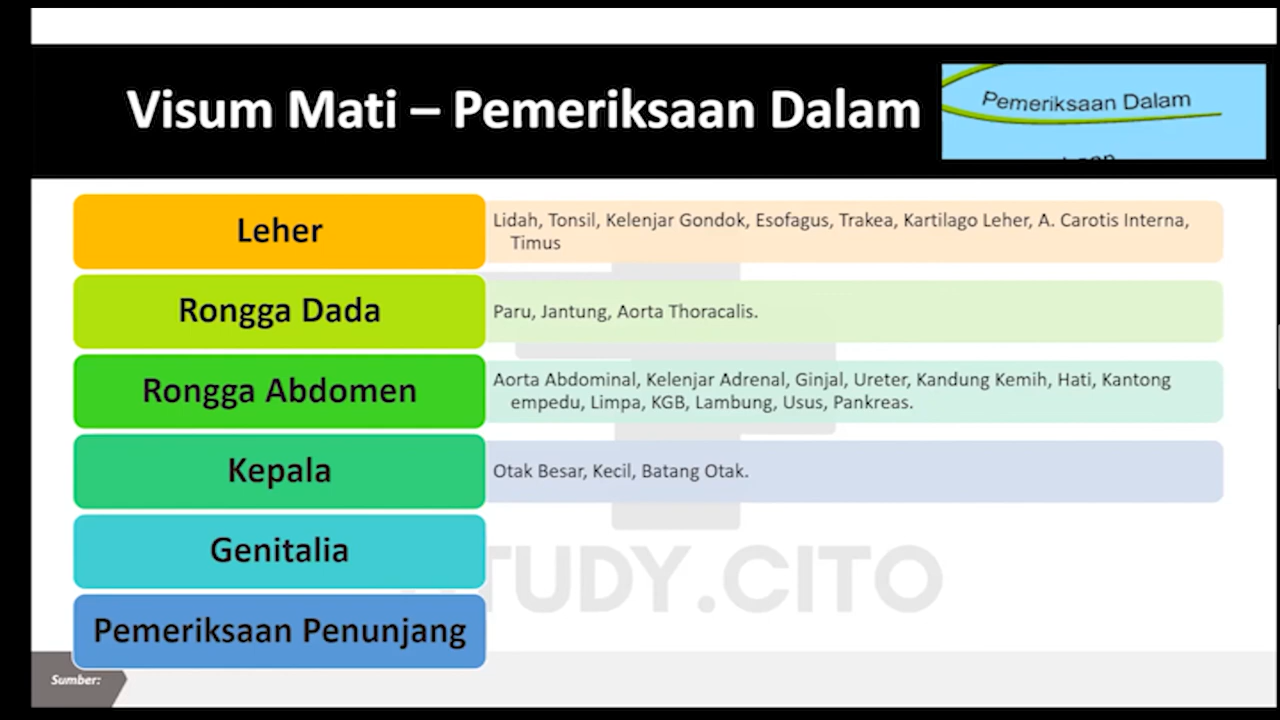 Visum Mati – Pemeriksaan Dalam
Pemeriksaan Dalam
Leher
Lidah, Tonsil, Kelenjar Gondok, Esofagus, Trakea, Kartilago Leher, A. Carotis Interna,
Timus
Rongga Dada
Paru, Jantung, Aorta Thoracalis.
Rongga Abdomen
Aorta Abdominal, Kelenjar Adrenal, Ginjal, Ureter, Kandung Kemih, Hati, Kantong
empedu, Limpa, KGB, Lambung, Usus, Pankreas.
Kepala
Otak Besar, Kecil, Batang Otak.
Genitalia
STUDY.CITO
Pemeriksaan Penunjang
Sumber: